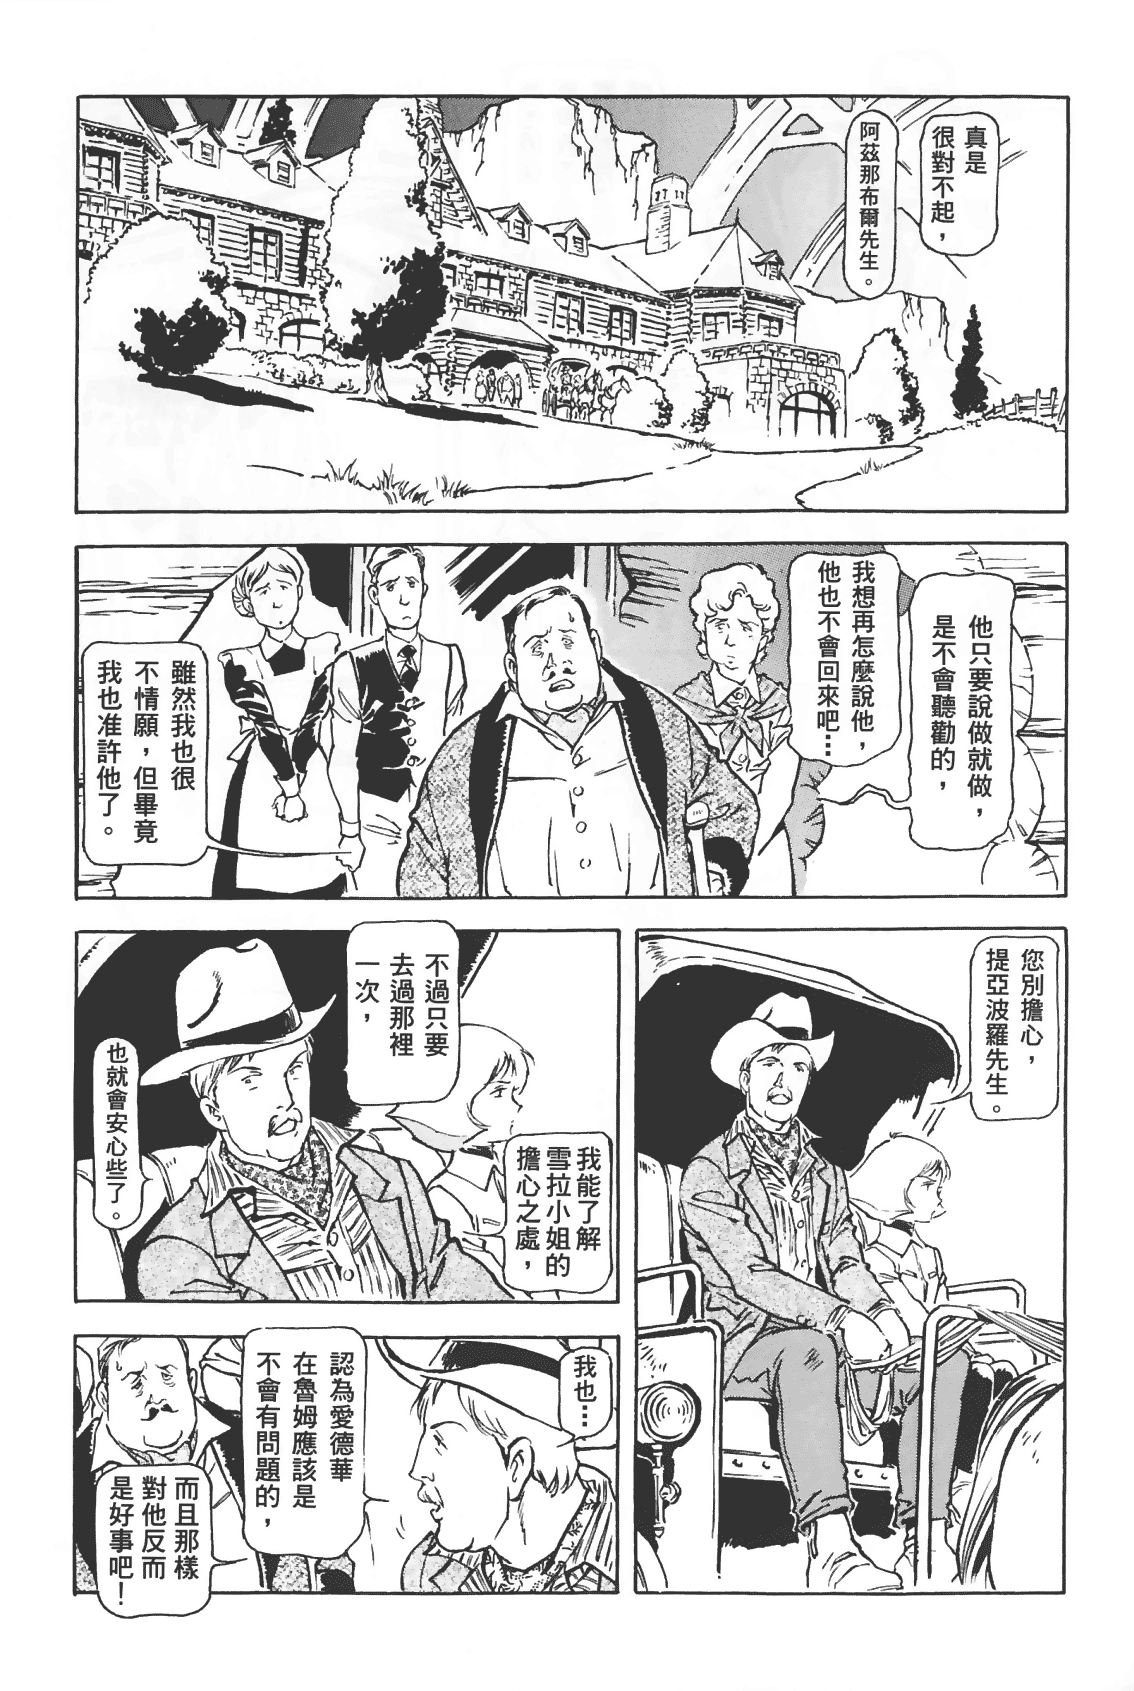 真是
很對不起，
阿茲那布爾先生。
他只要說做就做，
是不會聽勸的，
我想再怎麼說他，
他也不會回來吧…
雖然我也很
不情願，但畢竟
我也准許他了。
您別擔心，
提亞波羅先生。
我能了解
雪拉小姐的
擔心之處，
不過只要
去過那裡
一次，
也就會安心些了。
我也…
認為愛德華
在魯姆應該是
不會有問題的，
而且那樣
對他反而
是好事吧！